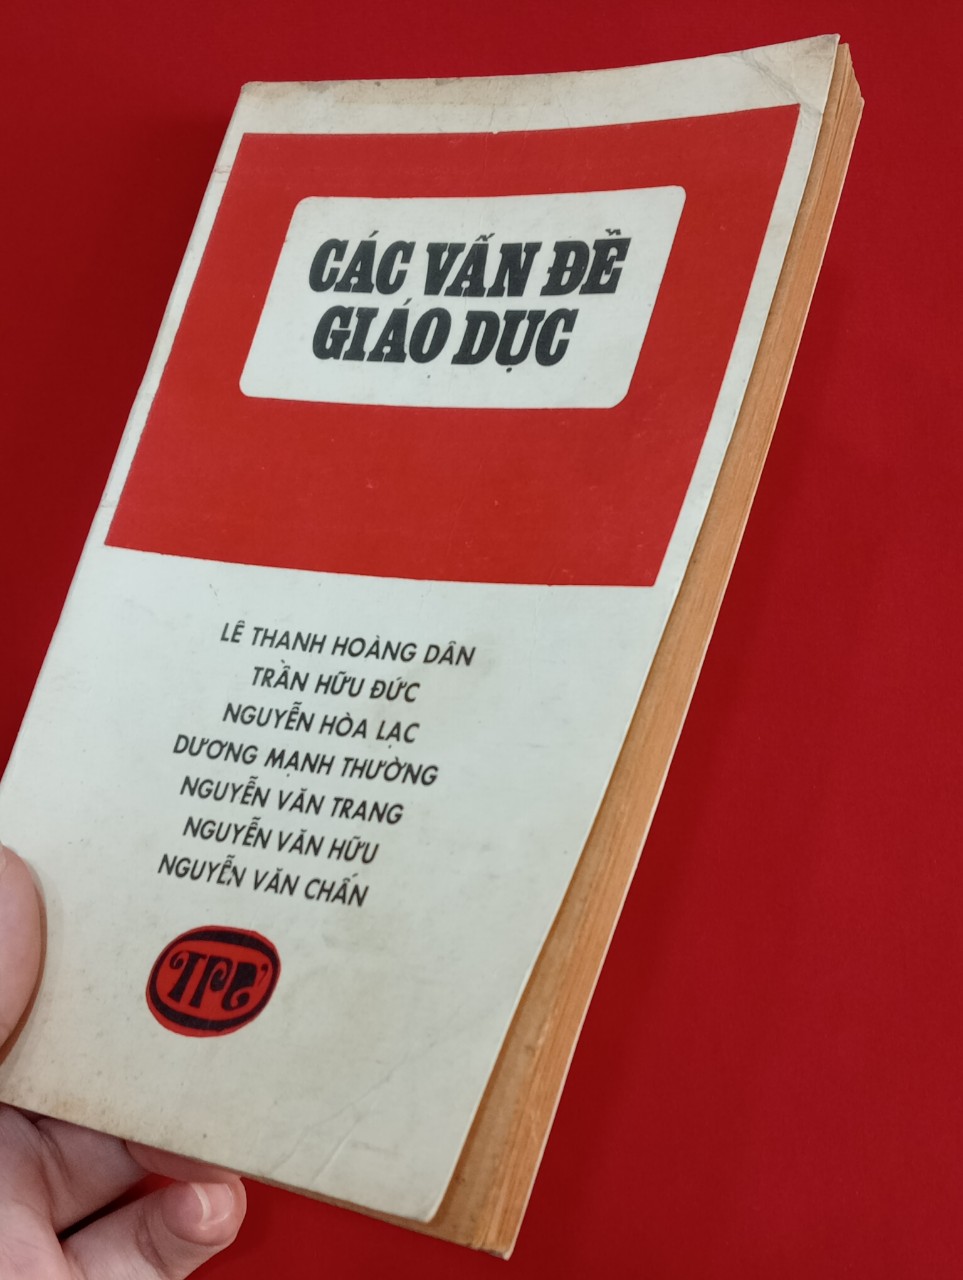 CÁC VẤN ĐỀ
GIÁO DỤC
LÊ THANH HOÀNG DÂN
TRẦN HỮU ĐỨC
NGUYỄN HÒA LẠC
DƯƠNG MẠNH THƯỜNG
NGUYỄN VĂN TRANG
NGUYỄN VĂN HỮU
NGUYỄN VĂN CHẤN